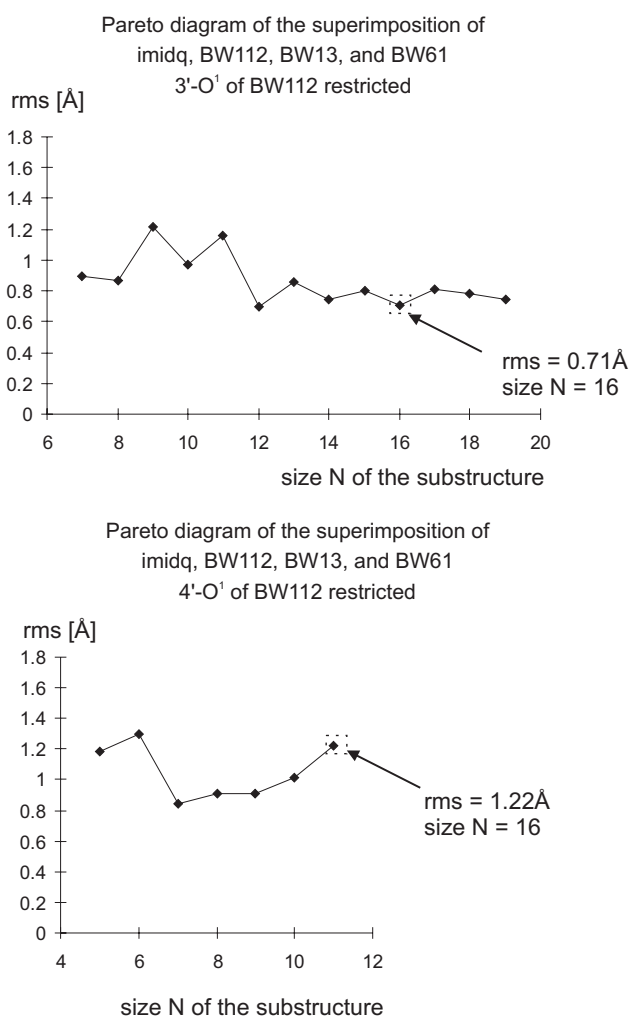 Pareto diagram of the superimposition of
imidq, BW112, BW13, and BW61
3'-O¹ of BW112 restricted
rms [Å]
1.8
1.6
1.4
1.2
1
0.8
0.6
0.4
0.2
0
rms = 0.71Å
size N = 16
6 8 10 12 14 16 18 20
size N of the substructure
Pareto diagram of the superimposition of
imidq, BW112, BW13, and BW61
4'-O¹ of BW112 restricted
rms [Å]
1.8
1.6
1.4
1.2
1
0.8
0.6
0.4
0.2
0
rms = 1.22Å
size N = 16
4 6 8 10 12
size N of the substructure